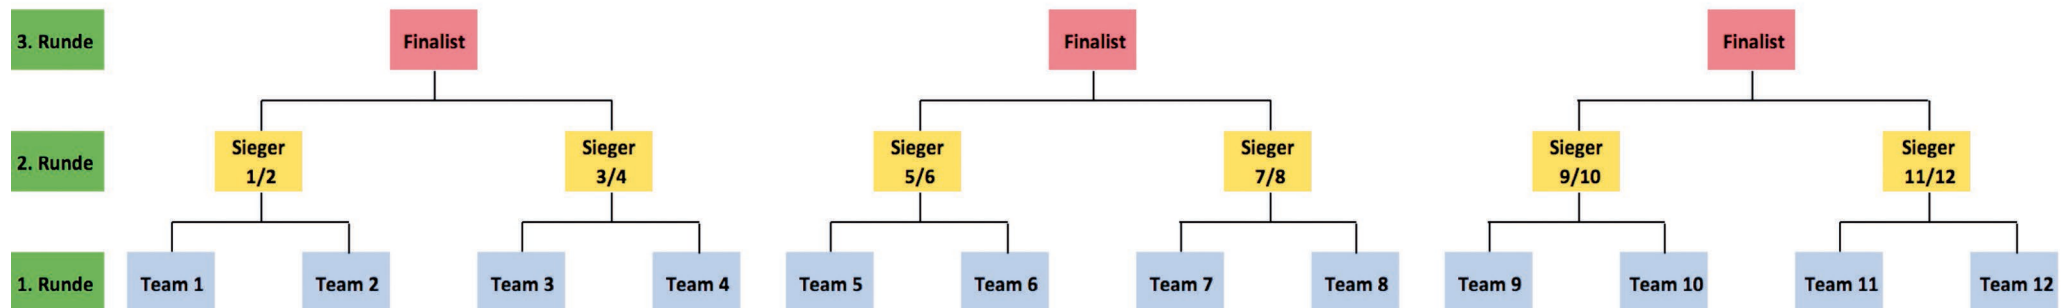 3. Runde
Finalist
Finalist
Finalist
2. Runde
Sieger
1/2
Sieger
3/4
Sieger
5/6
Sieger
7/8
Sieger
9/10
Sieger
11/12
1. Runde
Team 1
Team 2
Team 3
Team 4
Team 5
Team 6
Team 7
Team 8
Team 9
Team 10
Team 11
Team 12